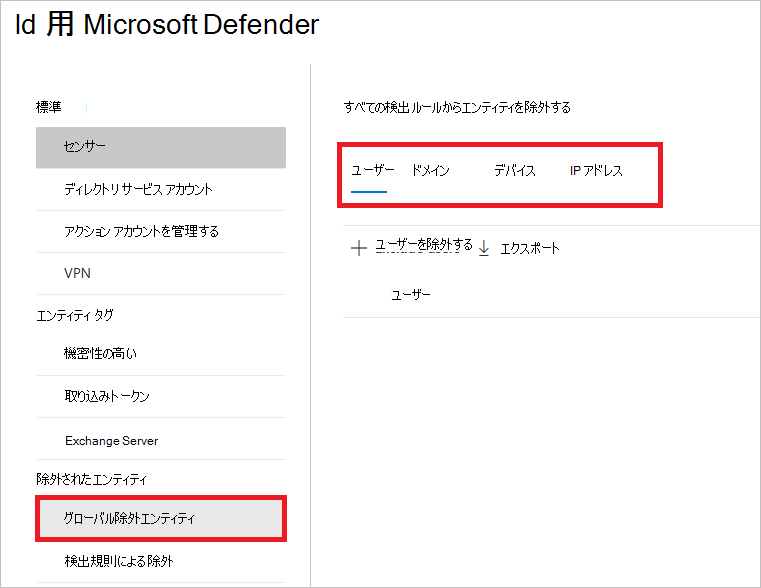 Id 用 Microsoft Defender
標準
センサー
ディレクトリ サービス アカウント
アクション アカウントを管理する
VPN
エンティティ タグ
機密性の高い
取り込みトークン
Exchange Server
除外されたエンティティ
グローバル除外エンティティ
検出規則による除外
すべての検出 ルールからエンティティを除外する
ユーザー ドメイン デバイス IP アドレス
ユーザーを除外する エクスポート
ユーザー